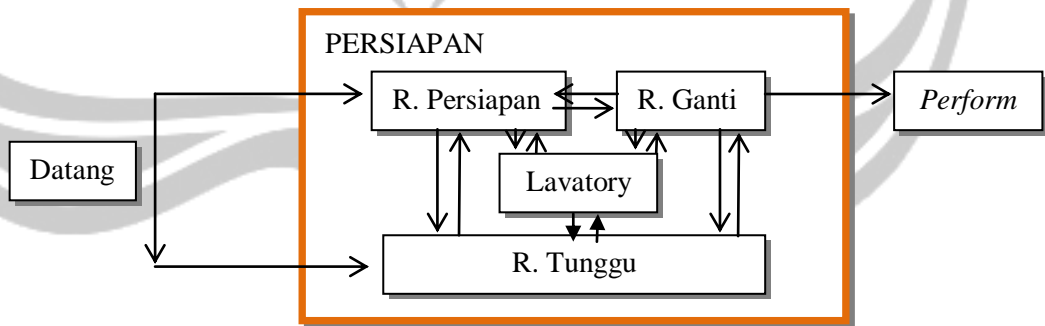 PERSIAPAN
R. Persiapan
R. Ganti
Perform
Datang
Lavatory
R. Tunggu